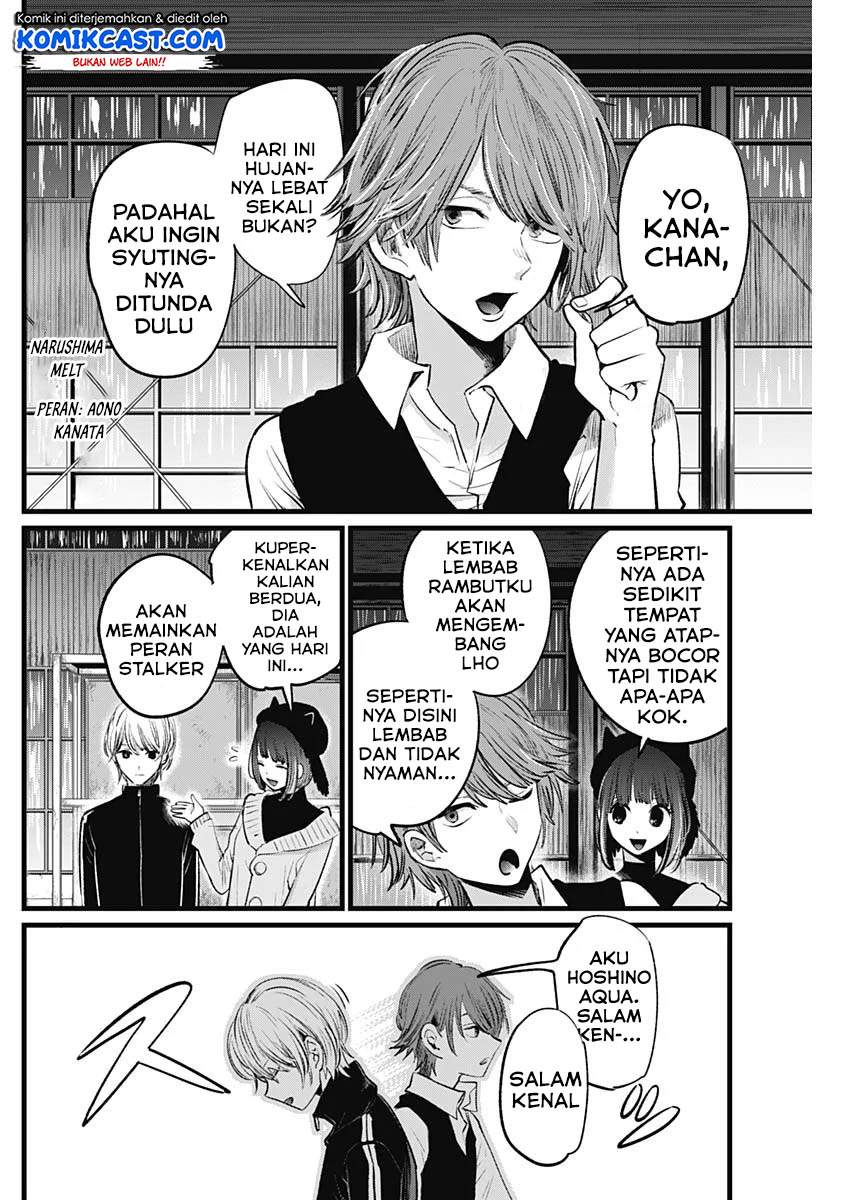 Komik ini diterjemahkan & diedit oleh
KOMIKCAST.COM
BUKAN WEB LAIN!!
YO,
KANA-
CHAN,
HARI INI
HUJAN-
NYA LEBAT
SEKALI
BUKAN?
PADAHAL
AKU INGIN
SYUTING-
NYA
DITUNDA
DULU
NARUSHIMA
MELT
PERAN: AONO
KANATA
SEPERTI-
NYA ADA
SEDIKIT
TEMPAT
YANG ATAP-
NYA BOCOR
TAPI TIDAK
APA-APA
KOK.
KETIKA
LEMBAB
RAMBUTKU
AKAN
MENGEM-
BANG
LHO
SEPERTI-
NYA DISINI
LEMBAB
DAN TIDAK
NYAMAN...
KUPER-
KENALKAN
KALIAN
BERDUA,
DIA
ADALAH
YANG HARI
INI...
AKAN
MEMAINKAN
PERAN
STALKER
AKU
HOSHINO
AQUA.
SALAM
KEN-...
SALAM
KENAL
スッ